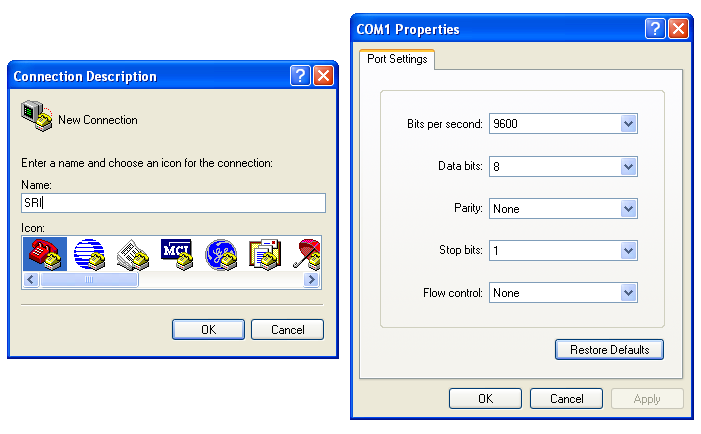 Connection Description
New Connection
Enter a name and choose an icon for the connection:
Name:
SRI
Icon:
MCI
OK Cancel
COM1 Properties
Port Settings
Bits per second: 9600
Data bits: 8
Parity: None
Stop bits: 1
Flow control: None
Restore Defaults
OK Cancel Apply